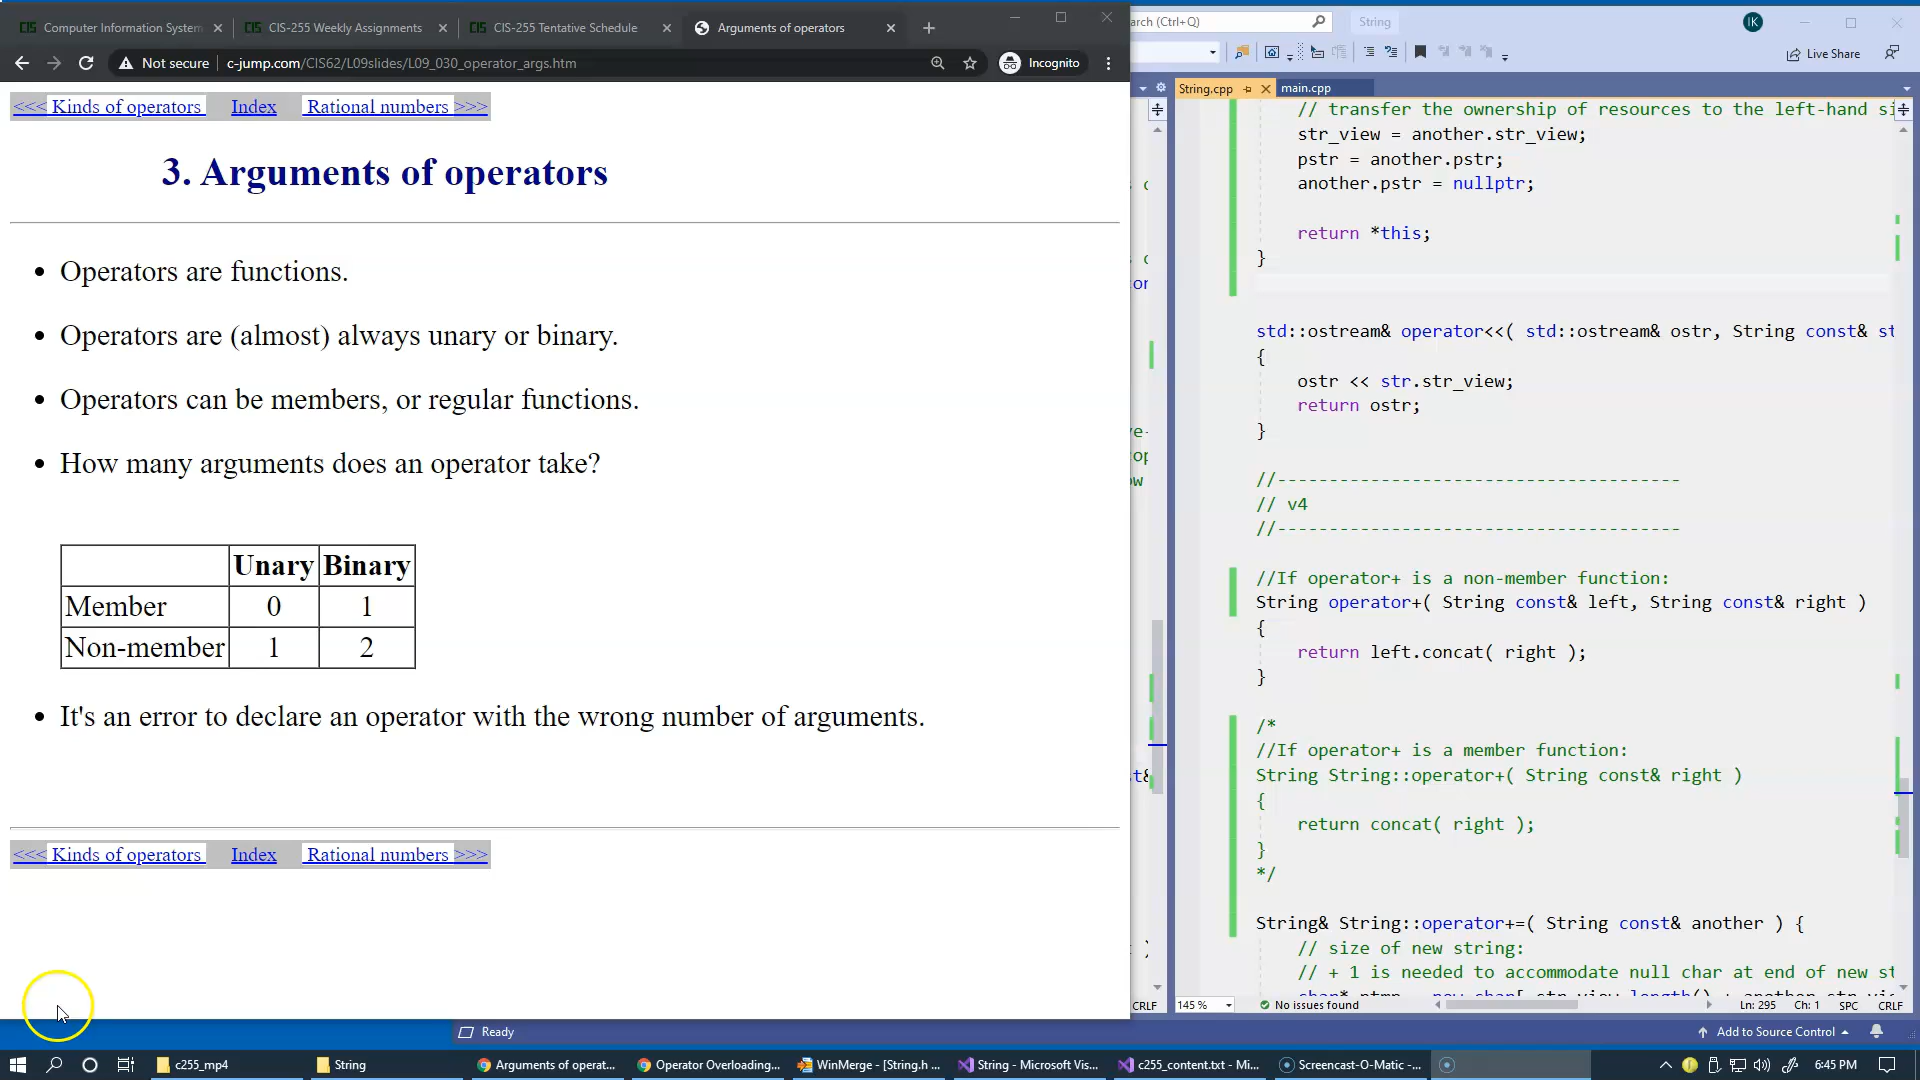 Computer Information System
CIS-255 Weekly Assignments
CIS-255 Tentative Schedule
Arguments of operators
Not secure
c-jump.com/CIS62/L09slides/L09_030_operator_args.htm
Incognito
<<< Kinds of operators
Index
Rational numbers >>>
3. Arguments of operators
• Operators are functions.
• Operators are (almost) always unary or binary.
• Operators can be members, or regular functions.
• How many arguments does an operator take?
Unary Binary
Member 0 1
Non-member 1 2
• It's an error to declare an operator with the wrong number of arguments.
<<< Kinds of operators
Index
Rational numbers >>>
arch (Ctrl+Q)
String
IK
Live Share
String.cpp
main.cpp
// transfer the ownership of resources to the left-hand si
str_view = another.str_view;
pstr = another.pstr;
another.pstr = nullptr;
return *this;
}
std::ostream& operator<<( std::ostream& ostr, String const& st
{
ostr << str.str_view;
return ostr;
}
//---------------------------------------
// v4
//---------------------------------------
//If operator+ is a non-member function:
String operator+( String const& left, String const& right )
{
return left.concat( right );
}
/*
//If operator+ is a member function:
String String::operator+( String const& right )
{
return concat( right );
}
*/
String& String::operator+=( String const& another ) {
// size of new string:
// + 1 is needed to accommodate null char at end of new st
CRLF
145 %
No issues found
Ln: 295
Ch: 1
SPC
CRLF
Ready
Add to Source Control
c255_mp4
String
Arguments of operat...
Operator Overloading...
WinMerge - [String.h ...
String - Microsoft Vis...
c255_content.txt - Mi...
Screencast-O-Matic -...
6:45 PM